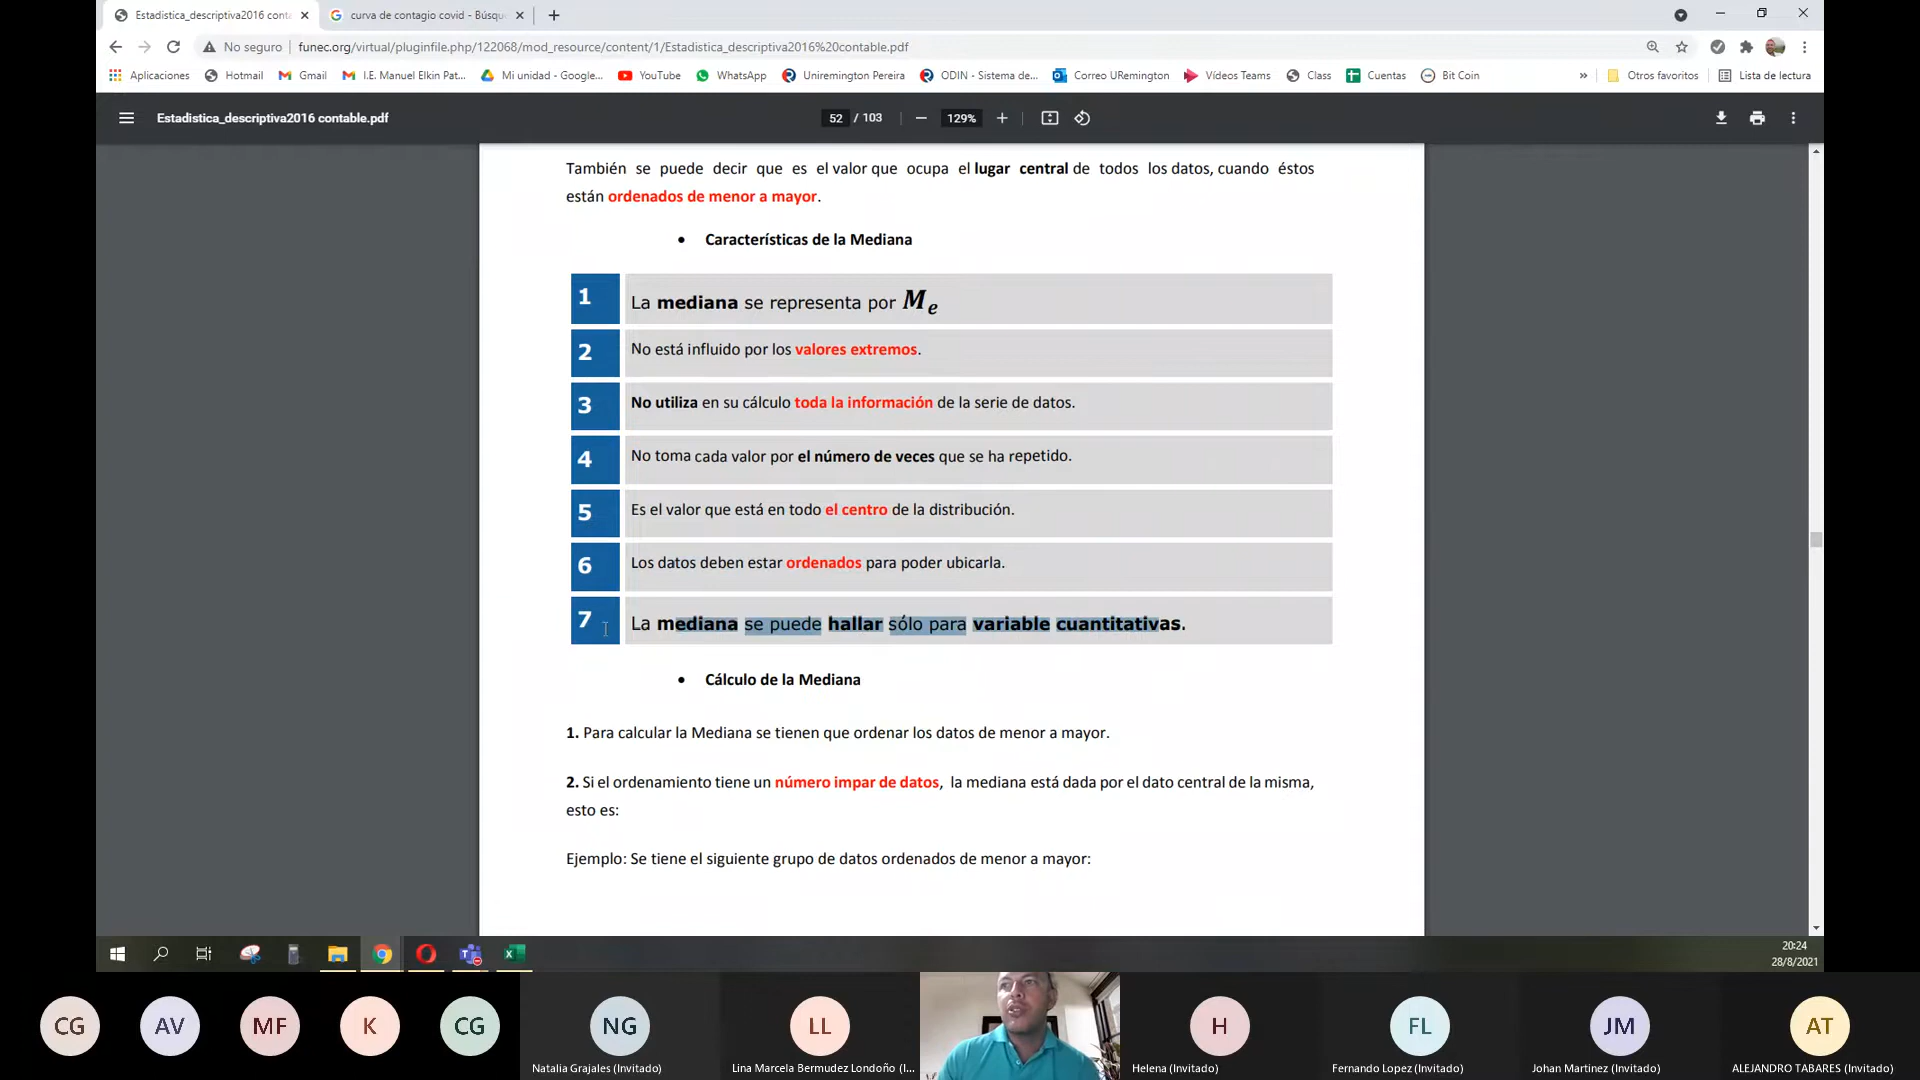 Estadistica_descriptiva2016 conta
curva de contagio covid - Búsqu
No seguro
funec.org/virtual/pluginfile.php/122068/mod_resource/content/1/Estadistica_descriptiva2016%20contable.pdf
Aplicaciones
Hotmail
Gmail
I.E. Manuel Elkin Pat...
Mi unidad - Google...
YouTube
WhatsApp
Uniremington Pereira
ODIN - Sistema de...
Correo URemington
Vídeos Teams
Class
Cuentas
Bit Coin
»
Otros favoritos
Lista de lectura
Estadistica_descriptiva2016 contable.pdf
52 / 103
129%
También se puede decir que es el valor que ocupa el lugar central de todos los datos, cuando éstos
están ordenados de menor a mayor.
• Características de la Mediana
1 La mediana se representa por Me
2 No está influido por los valores extremos.
3 No utiliza en su cálculo toda la información de la serie de datos.
4 No toma cada valor por el número de veces que se ha repetido.
5 Es el valor que está en todo el centro de la distribución.
6 Los datos deben estar ordenados para poder ubicarla.
7 La mediana se puede hallar sólo para variable cuantitativas.
• Cálculo de la Mediana
1. Para calcular la Mediana se tienen que ordenar los datos de menor a mayor.
2. Si el ordenamiento tiene un número impar de datos, la mediana está dada por el dato central de la misma,
esto es:
Ejemplo: Se tiene el siguiente grupo de datos ordenados de menor a mayor:
20:24
28/8/2021
CG
AV
MF
K
CG
NG
LL
H
FL
JM
AT
Natalia Grajales (Invitado)
Lina Marcela Bermudez Londoño (I...
Helena (Invitado)
Fernando Lopez (Invitado)
Johan Martinez (Invitado)
ALEJANDRO TABARES (Invitado)